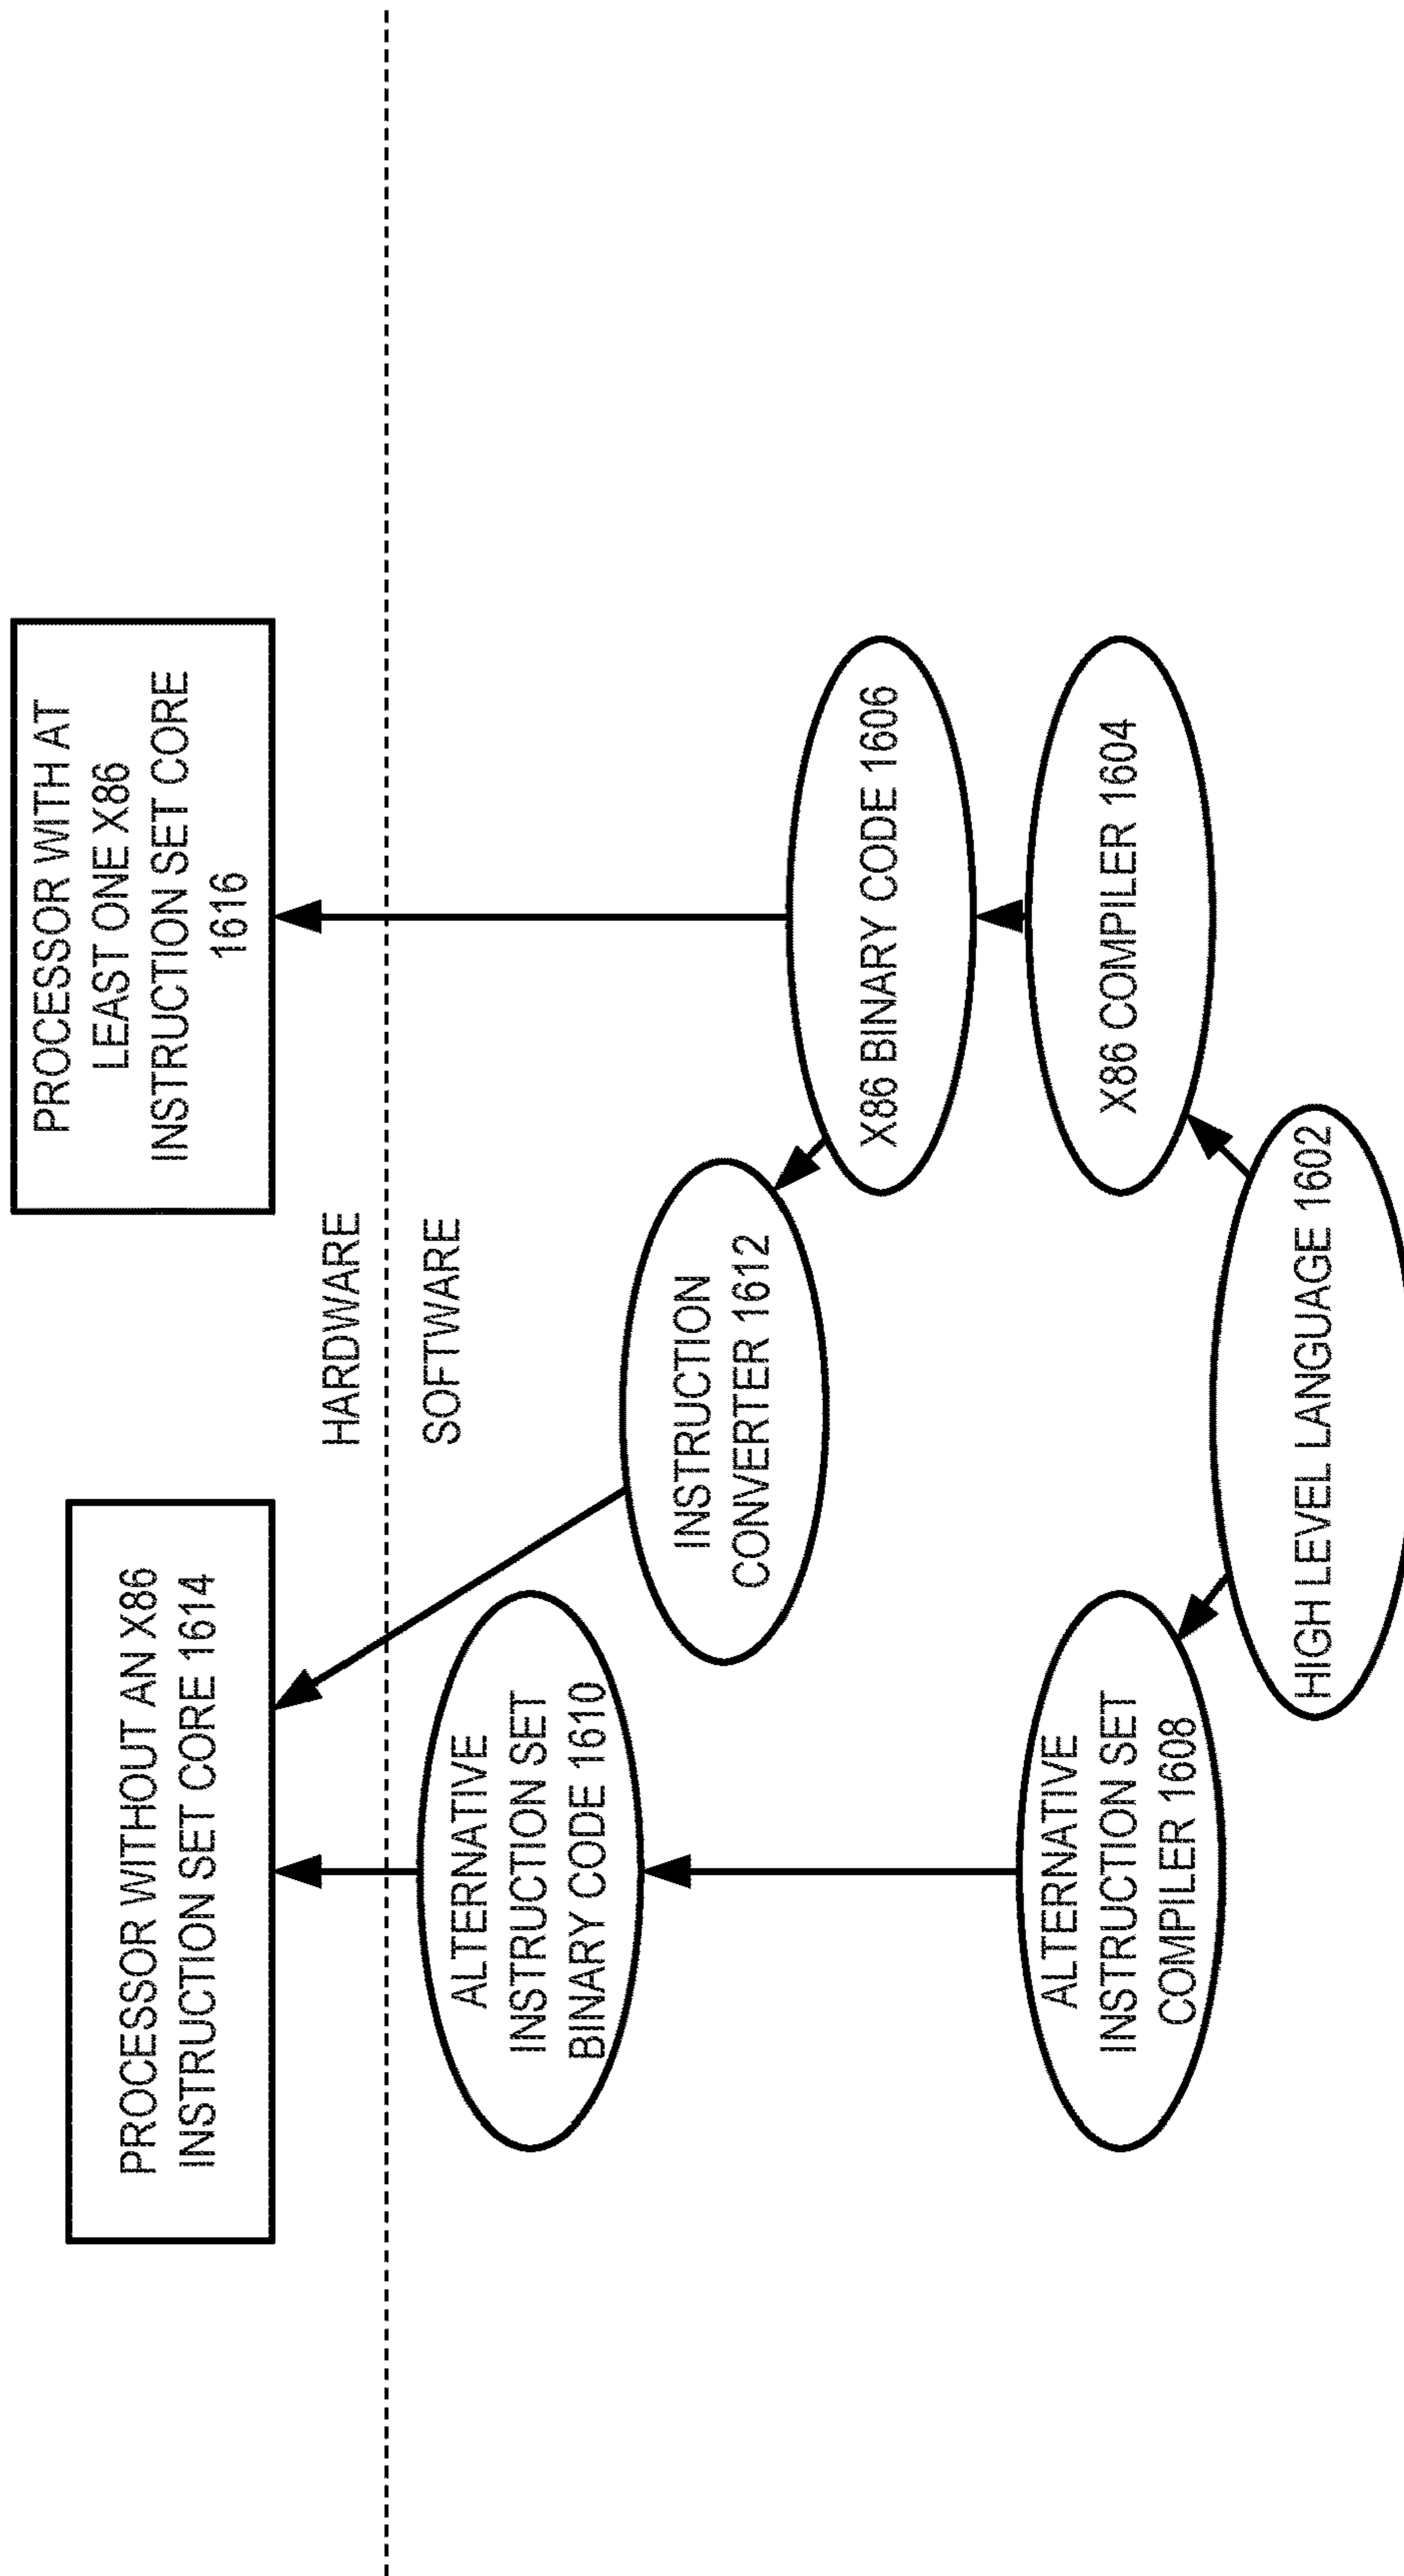 PROCESSOR WITHOUT AN X86
INSTRUCTION SET CORE 1614
PROCESSOR WITH AT
LEAST ONE X86
INSTRUCTION SET CORE
1616
HARDWARE
SOFTWARE
ALTERNATIVE
INSTRUCTION SET
BINARY CODE 1610
INSTRUCTION
CONVERTER 1612
X86 BINARY CODE 1606
ALTERNATIVE
INSTRUCTION SET
COMPILER 1608
X86 COMPILER 1604
HIGH LEVEL LANGUAGE 1602